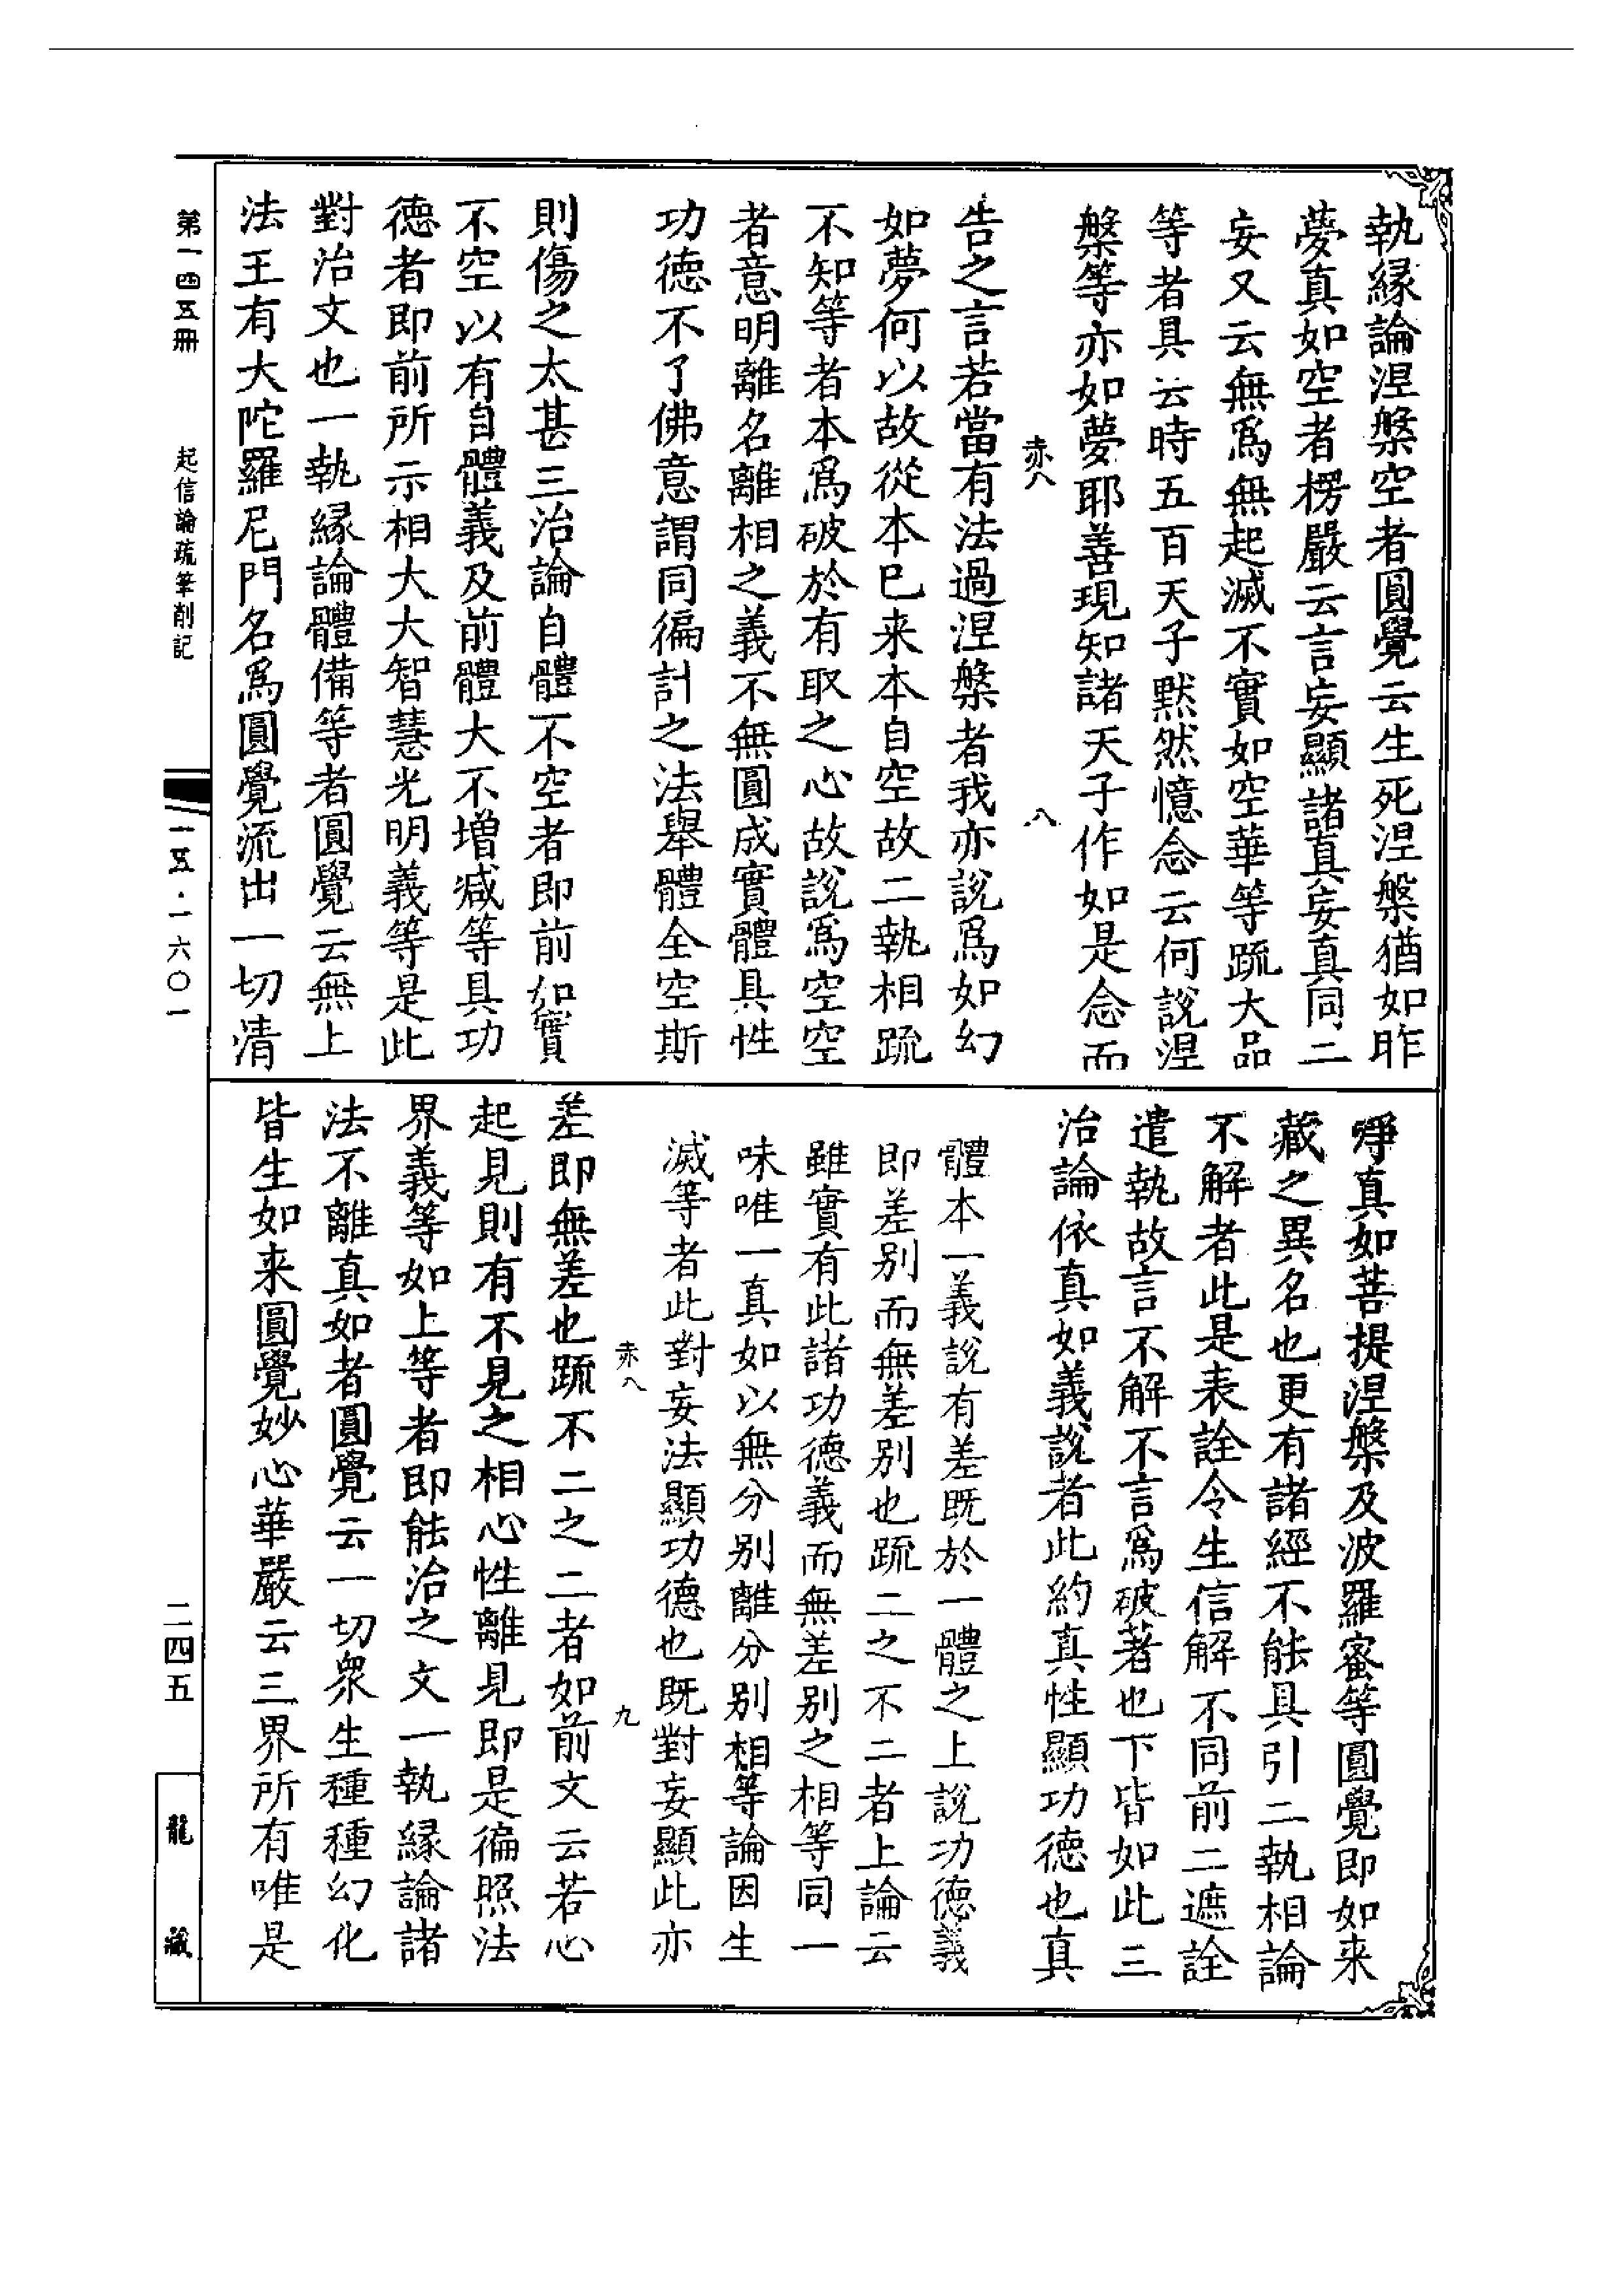 執縁論涅槃空者圓覺云生死涅槃猶如昨
夢真如空者楞嚴云言妄顯諸真妄真同二
妄又云無爲無起滅不實如空華等䟽大品
等者具云時五百天子默然憶念云何說涅
槃等亦如夢耶善現知諸天子作如是念而
赤八
八
告之言若當有法過涅槃者我亦說爲如幻
如夢何以故從本巳来本自空故二執相䟽
不知等者本爲破於有取之心故說爲空空
者意明離名離相之義不無圓成實體具性
功德不了佛意謂同徧計之法舉體全空斯
則傷之太甚三治論自體不空者即前如實
不空以有自體義及前體大不增減等具功
德者即前所示相大大智慧光明義等是此
對治文也一執縁論體備等者圓覺云無上
法王有大陀羅尼門名爲圓覺流出一切清
第一四五冊
起信論疏筆削記
一五·一六〇一
淨真如菩提涅槃及波羅蜜等圓覺即如来
藏之異名也更有諸經不能具引二執相論
不解者此是表詮令生信解不同前二遮詮
遣執故言不解不言爲破著也下皆如此三
治論依真如義說者此約真性顯功德也真
體本一義說有差既於一體之上說功德義
即差别而無差别也䟽二之不二者上論云
雖實有此諸功德義而無差别之相等同一
味唯一真如以無分别離分别相等論因生
滅等者此對妄法顯功德也既對妄顯此亦
赤八
九
差即無差也䟽不二之二者如前文云若心
起見則有不見之相心性離見即是徧照法
界義等如上等者即能治之文一執縁論諸
法不離真如者圓覺云一切衆生種種幻化
皆生如来圓覺妙心華嚴云三界所有唯是
二四五
龍藏